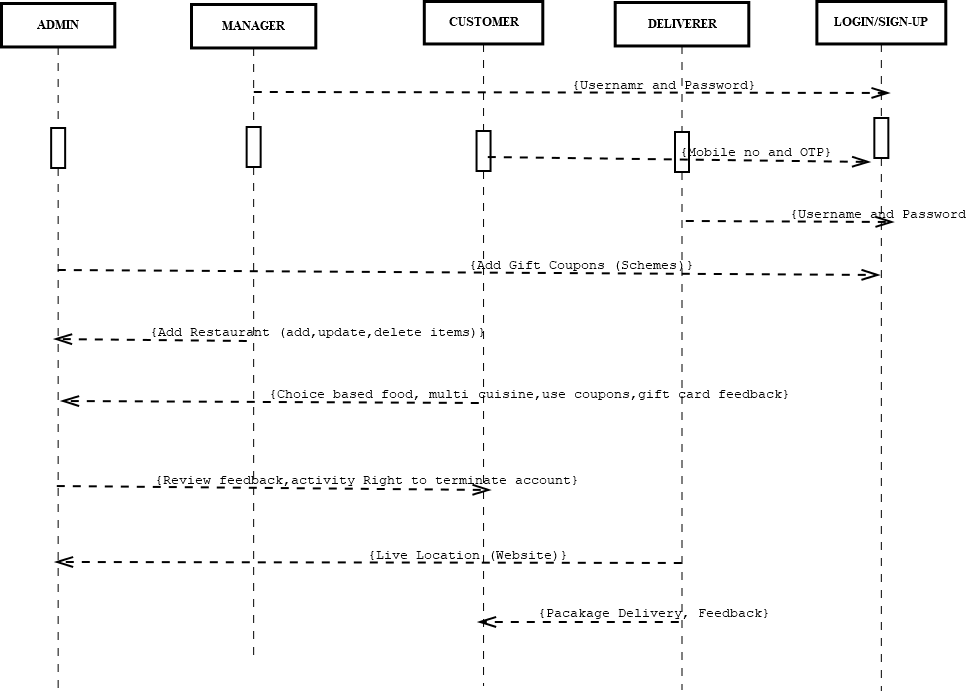 ADMIN
MANAGER
CUSTOMER
DELIVERER
LOGIN/SIGN-UP
{Usernamr and Password}
{Mobile no and OTP}
{Username and Password
{Add Gift Coupons (Schemes)}
{Add Restaurant (add,update,delete items)}
{Choice based food, multi cuisine,use coupons,gift card feedback}
{Review feedback,activity Right to terminate account}
{Live Location (Website)}
{Pacakage Delivery, Feedback}